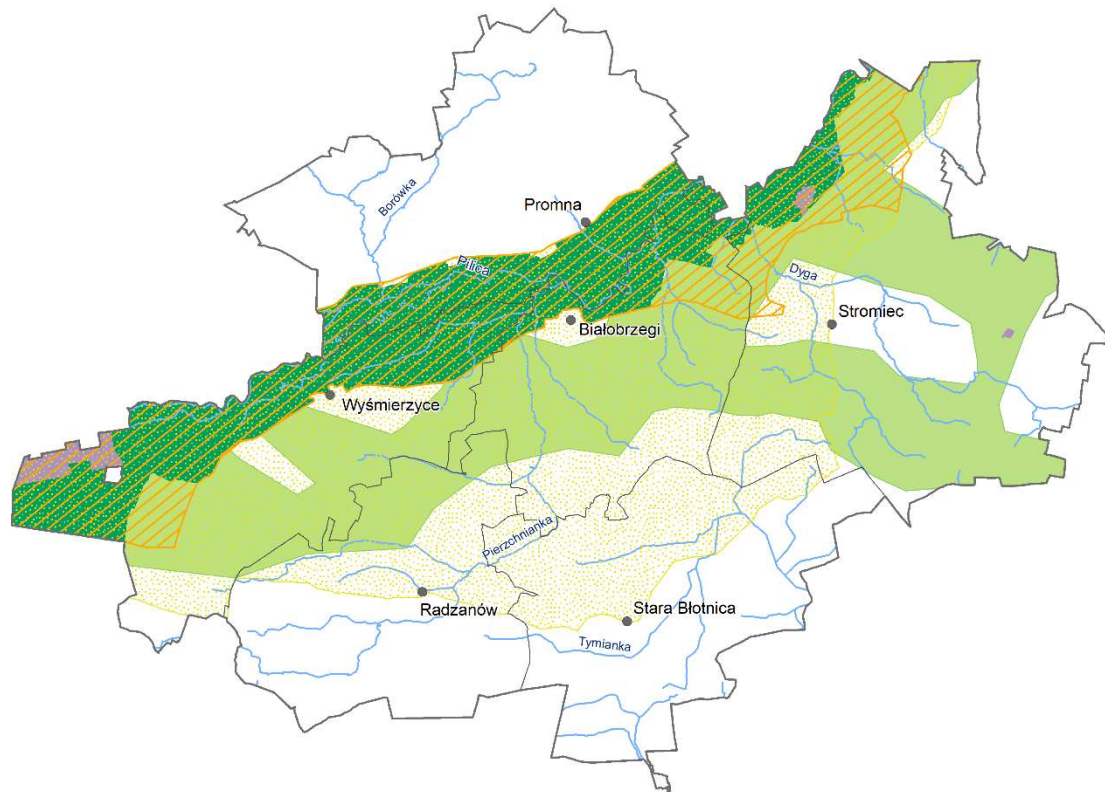 Borówka
Promna
Pilica
Dyga
Białobrzegi
Stromiec
Wyśmierzyce
Pierzchnianka
Radzanów
Stara Błotnica
Tymianka